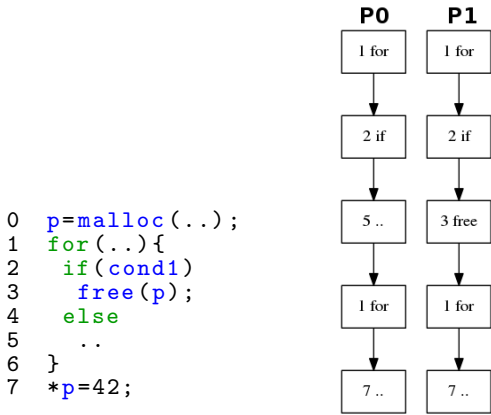 P0 P1
1 for 1 for
2 if 2 if
5 .. 3 free
1 for 1 for
7 .. 7 ..
0 p=malloc(..);
1 for(..){
2 if(cond1)
3 free(p);
4 else
5 ..
6 }
7 *p=42;